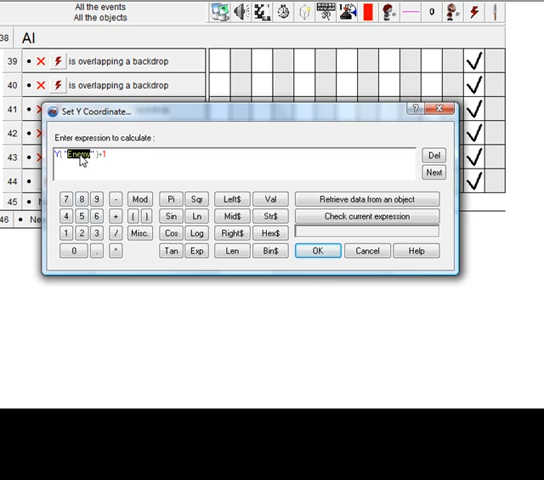 All the events
All the objects
0
38 AI
39 • is overlapping a backdrop
40 • is overlapping a backdrop
41 •
Set Y Coordinate...
?
42 •
Enter expression to calculate :
43 •
Y( "Enemy" )+1
Del
44 •
Next
45 •
46 • Ne
7 8 9 - Mod Pi Sqr Left$ Val Retrieve data from an object
4 5 6 + ( ) Sin Ln Mid$ Str$ Check current expression
1 2 3 / Misc. Cos Log Right$ Hex$
0 . * Tan Exp Len Bin$ OK Cancel Help